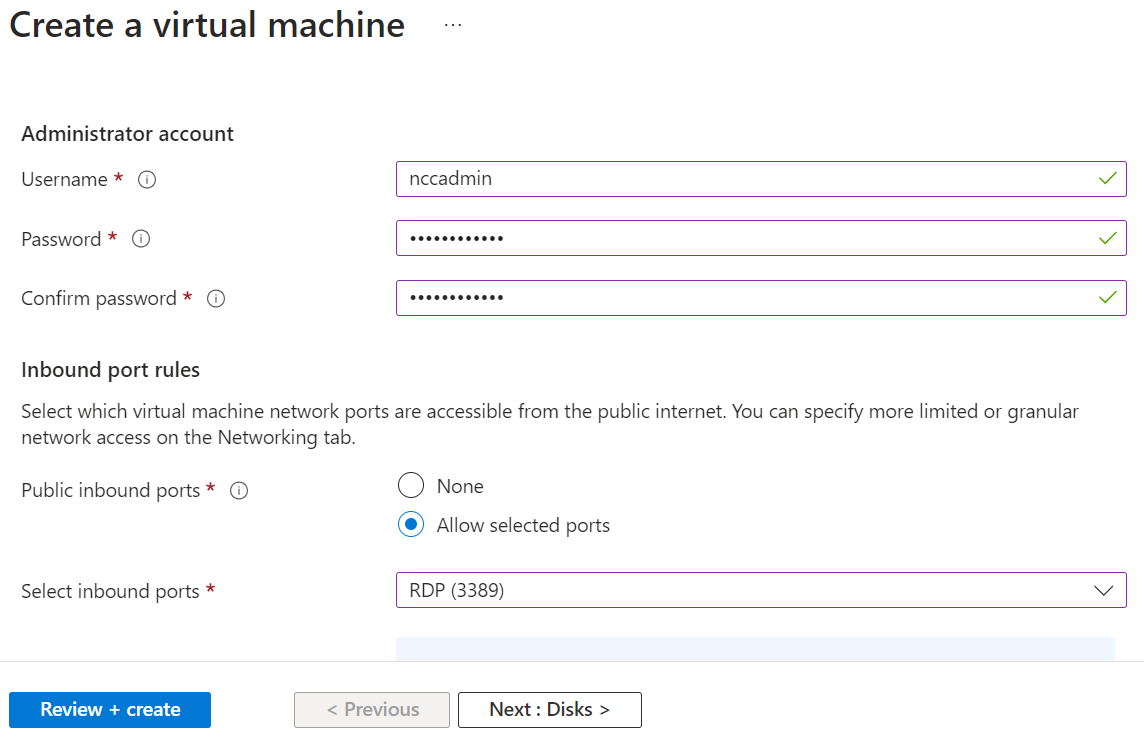 Create a virtual machine ...
Administrator account
Username *
nccadmin
Password *
••••••••••••
Confirm password *
••••••••••••
Inbound port rules
Select which virtual machine network ports are accessible from the public internet. You can specify more limited or granular
network access on the Networking tab.
Public inbound ports *
None
Allow selected ports
Select inbound ports *
RDP (3389)
Review + create
< Previous
Next : Disks >